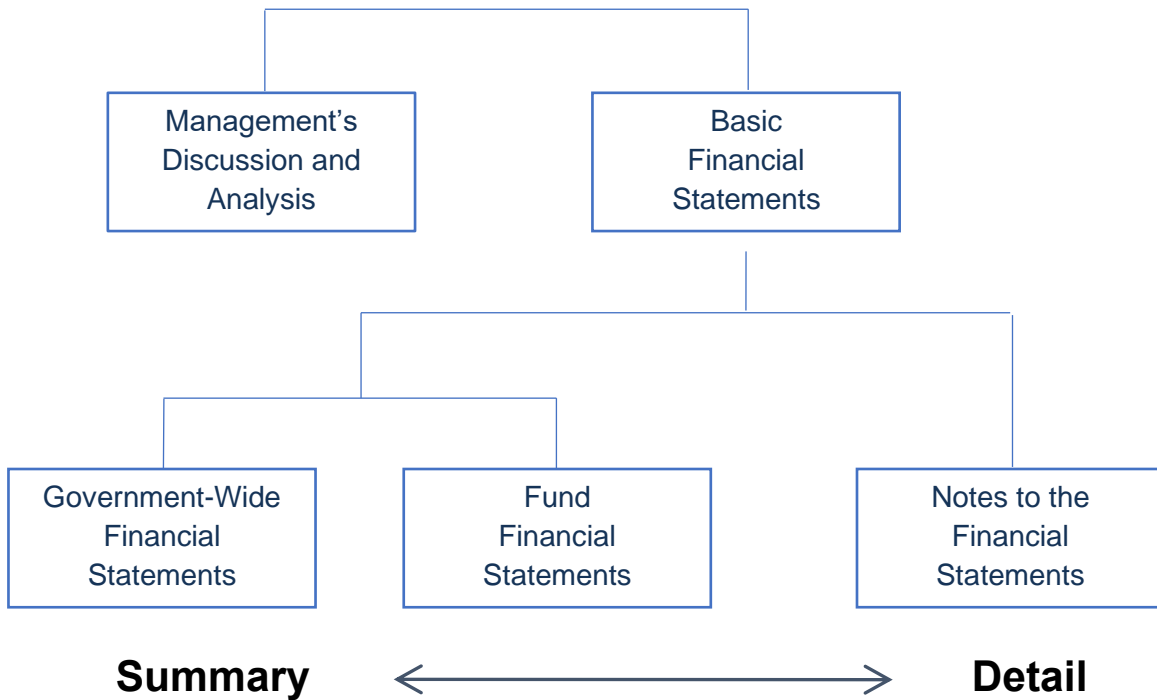 Management’s
Discussion and
Analysis
Basic
Financial
Statements
Government-Wide
Financial
Statements
Fund
Financial
Statements
Notes to the
Financial
Statements
Summary
Detail